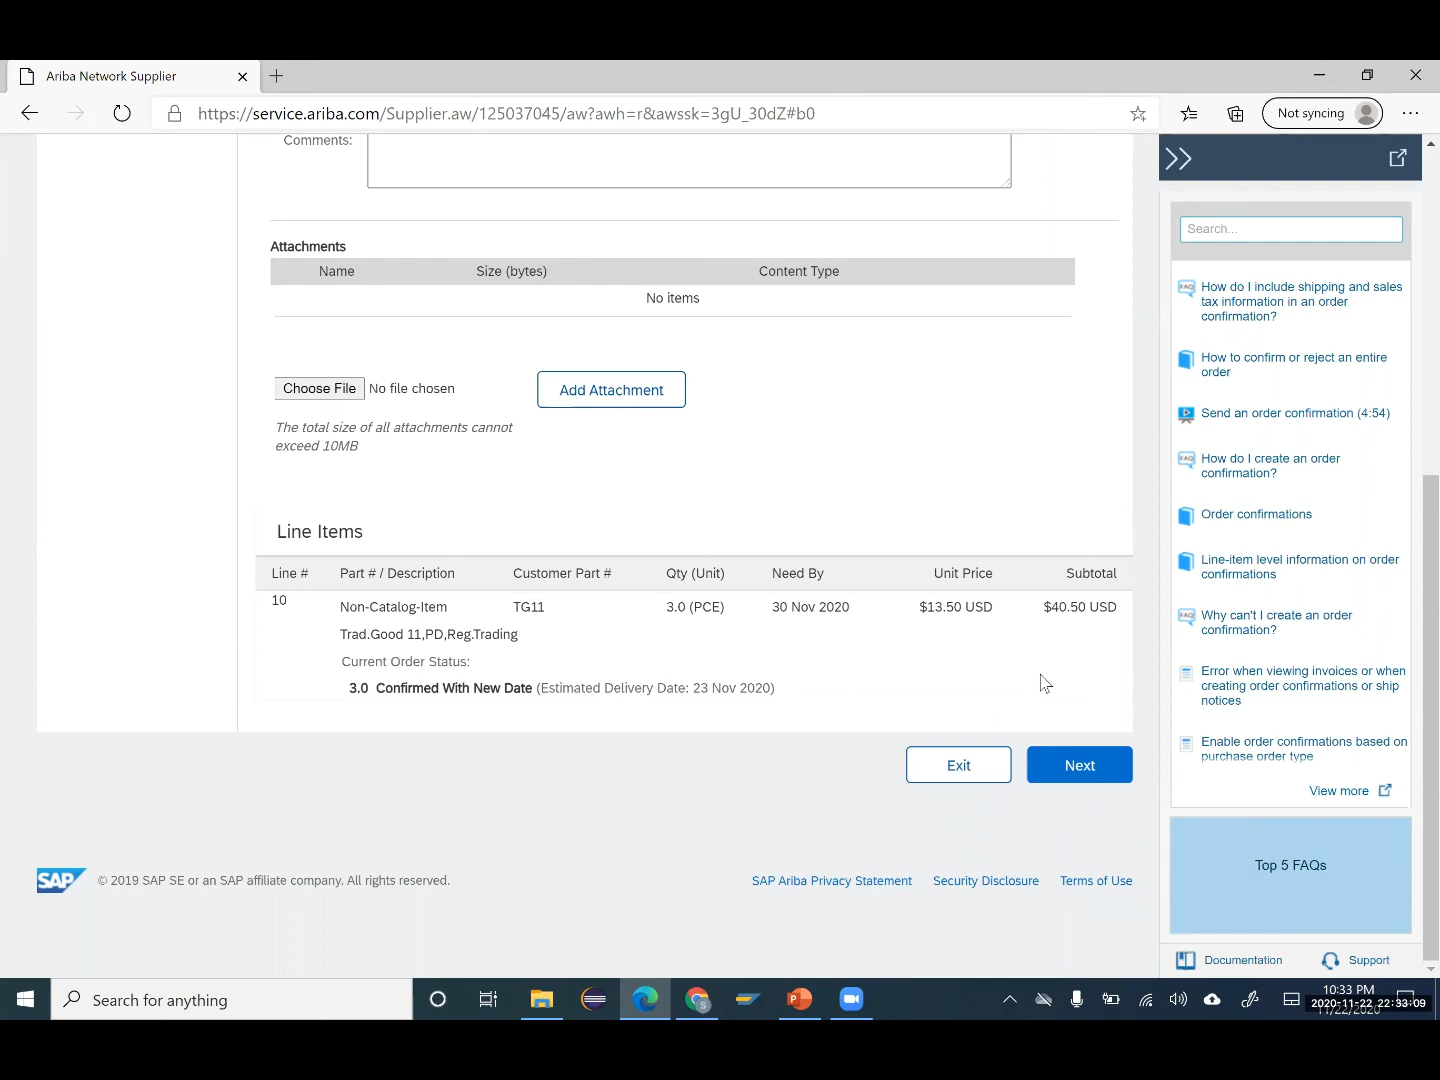 Ariba Network Supplier
https://service.ariba.com/Supplier.aw/125037045/aw?awh=r&awssk=3gU_30dZ#b0
Not syncing
Comments:
Attachments
Name Size (bytes) Content Type
No items
Choose File No file chosen
Add Attachment
The total size of all attachments cannot
exceed 10MB
Line Items
Line # Part # / Description Customer Part # Qty (Unit) Need By Unit Price Subtotal
10 Non-Catalog-Item TG11 3.0 (PCE) 30 Nov 2020 $13.50 USD $40.50 USD
Trad.Good 11,PD,Reg.Trading
Current Order Status:
3.0 Confirmed With New Date (Estimated Delivery Date: 23 Nov 2020)
Exit Next
SAP © 2019 SAP SE or an SAP affiliate company. All rights reserved.
SAP Ariba Privacy Statement Security Disclosure Terms of Use
Search...
FAQ How do I include shipping and sales
tax information in an order
confirmation?
How to confirm or reject an entire
order
Send an order confirmation (4:54)
FAQ How do I create an order
confirmation?
Order confirmations
Line-item level information on order
confirmations
FAQ Why can't I create an order
confirmation?
Error when viewing invoices or when
creating order confirmations or ship
notices
Enable order confirmations based on
purchase order type
View more
Top 5 FAQs
Documentation Support
Search for anything
10:33 PM
2020-11-22 22:33:09
11/22/2020